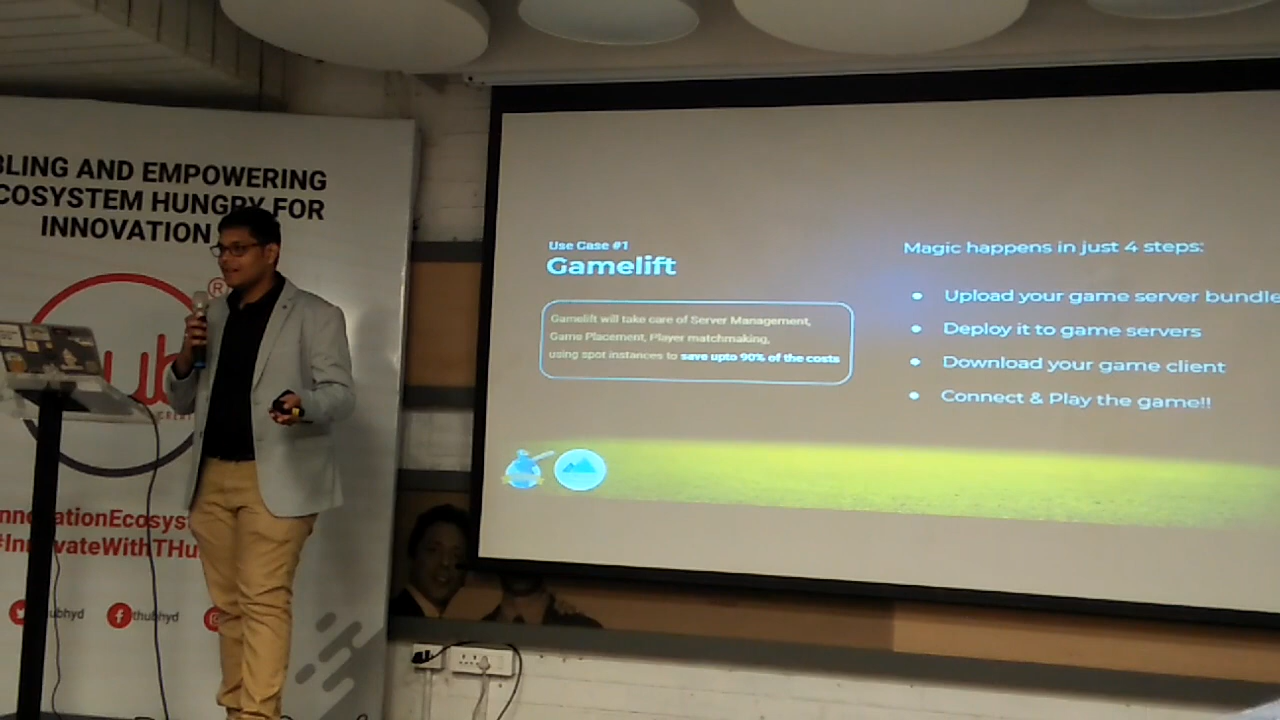 BLING AND EMPOWERING
COSYSTEM HUNGRY FOR
INNOVATION
®
ub
nnovationEcosyst
#InnovateWithTHu
thubhyd
Use Case #1
Gamelift
Gamelift will take care of Server Management,
Game Placement, Player matchmaking,
using spot instances to save upto 90% of the costs
Magic happens in just 4 steps:
• Upload your game server bundle
• Deploy it to game servers
• Download your game client
• Connect & Play the game!!